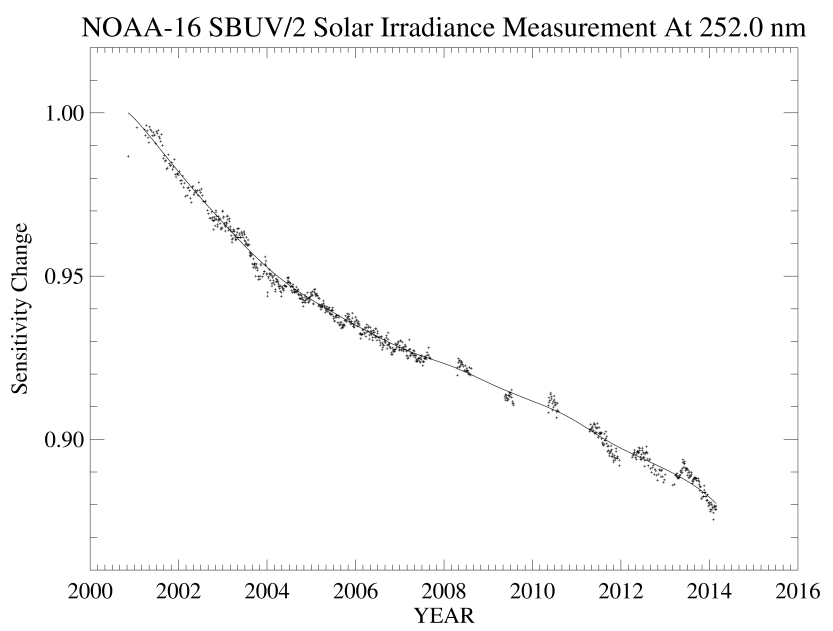 NOAA-16 SBUV/2 Solar Irradiance Measurement At 252.0 nm
1.00
0.95
0.90
Sensitivity Change
2000 2002 2004 2006 2008 2010 2012 2014 2016
YEAR